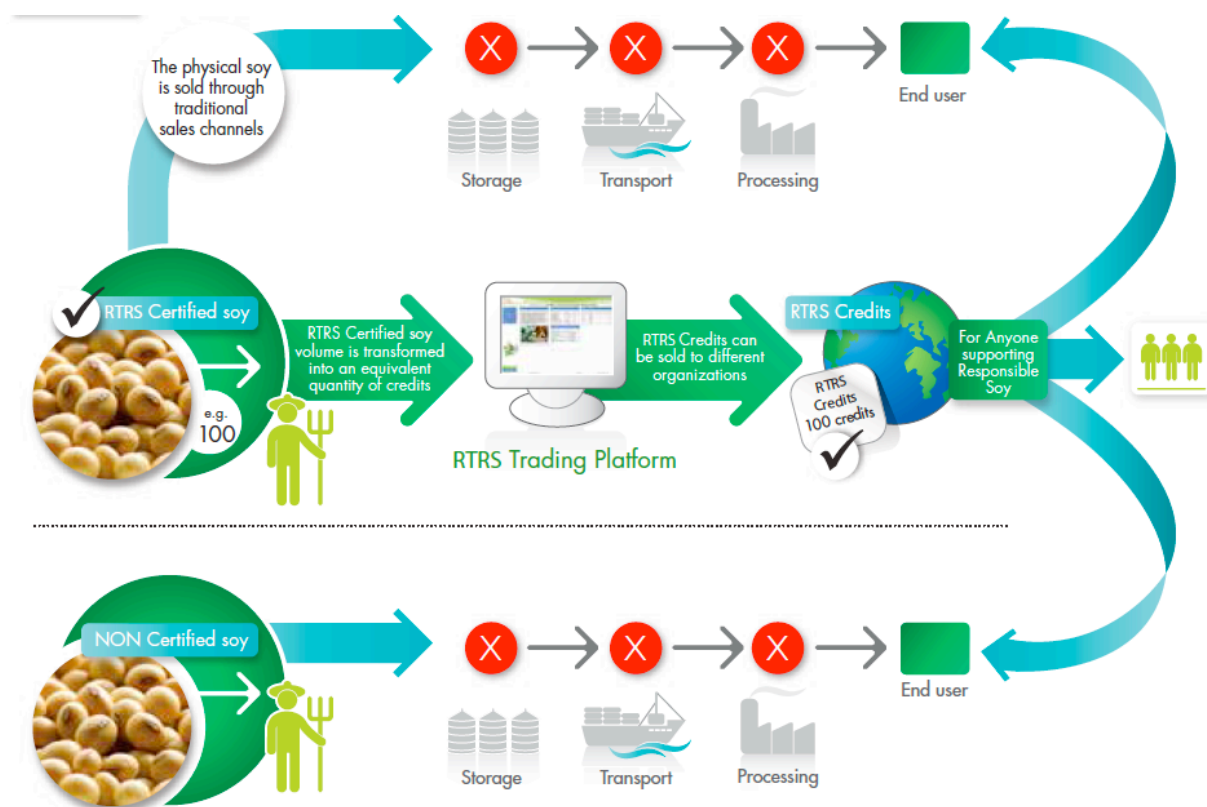 The physical soy
is sold through
traditional
sales channels
X
X
X
Storage
Transport
Processing
End user
RTRS Certified soy
e.g.
100
RTRS Certified soy
volume is transformed
into an equivalent
quantity of credits
RTRS Trading Platform
RTRS Credits can
be sold to different
organizations
RTRS Credits
RTRS
Credits
100 credits
For Anyone
supporting
Responsible
Soy
NON Certified soy
X
X
X
Storage
Transport
Processing
End user